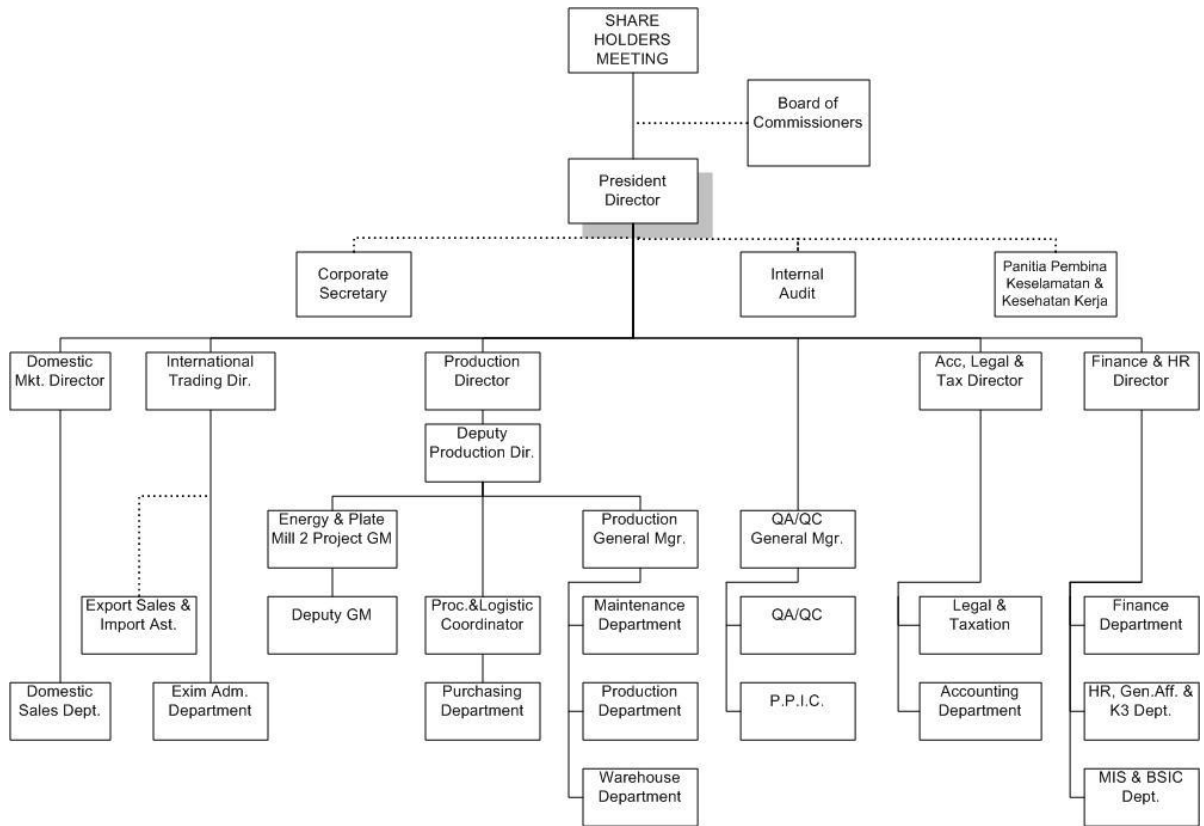 SHARE
HOLDERS
MEETING
Board of
Commissioners
President
Director
Corporate
Secretary
Internal
Audit
Panitia Pembina
Keselamatan &
Kesehatan Kerja
Domestic
Mkt. Director
International
Trading Dir.
Production
Director
Acc, Legal &
Tax Director
Finance & HR
Director
Deputy
Production Dir.
Energy & Plate
Mill 2 Project GM
Production
General Mgr.
QA/QC
General Mgr.
Export Sales &
Import Ast.
Deputy GM
Proc.&Logistic
Coordinator
Maintenance
Department
QA/QC
Legal &
Taxation
Finance
Department
Domestic
Sales Dept.
Exim Adm.
Department
Purchasing
Department
Production
Department
P.P.I.C.
Accounting
Department
HR, Gen.Aff. &
K3 Dept.
Warehouse
Department
MIS & BSIC
Dept.